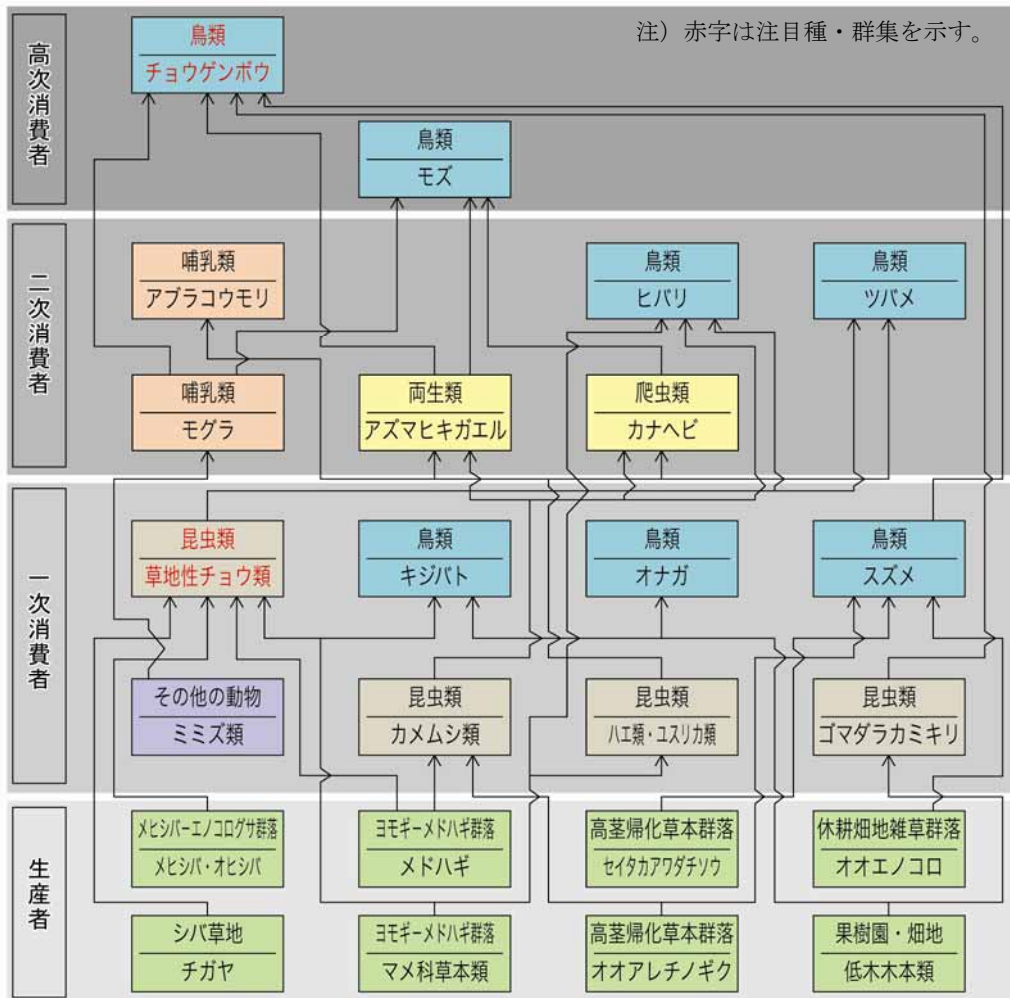 注）赤字は注目種・群集を示す。
高次消費者
鳥類
チョウゲンボウ
鳥類
モズ
二次消費者
哺乳類
アブラコウモリ
鳥類
ヒバリ
鳥類
ツバメ
哺乳類
モグラ
両生類
アズマヒキガエル
爬虫類
カナヘビ
一次消費者
昆虫類
草地性チョウ類
鳥類
キジバト
鳥類
オナガ
鳥類
スズメ
その他の動物
ミミズ類
昆虫類
カメムシ類
昆虫類
ハエ類・ユスリカ類
昆虫類
ゴマダラカミキリ
生産者
メヒシバーエノコログサ群落
メヒシバ・オヒシバ
ヨモギーメドハギ群落
メドハギ
高茎帰化草本群落
セイタカアワダチソウ
休耕畑地雑草群落
オオエノコロ
シバ草地
チガヤ
ヨモギーメドハギ群落
マメ科草本類
高茎帰化草本群落
オオアレチノギク
果樹園・畑地
低木木本類